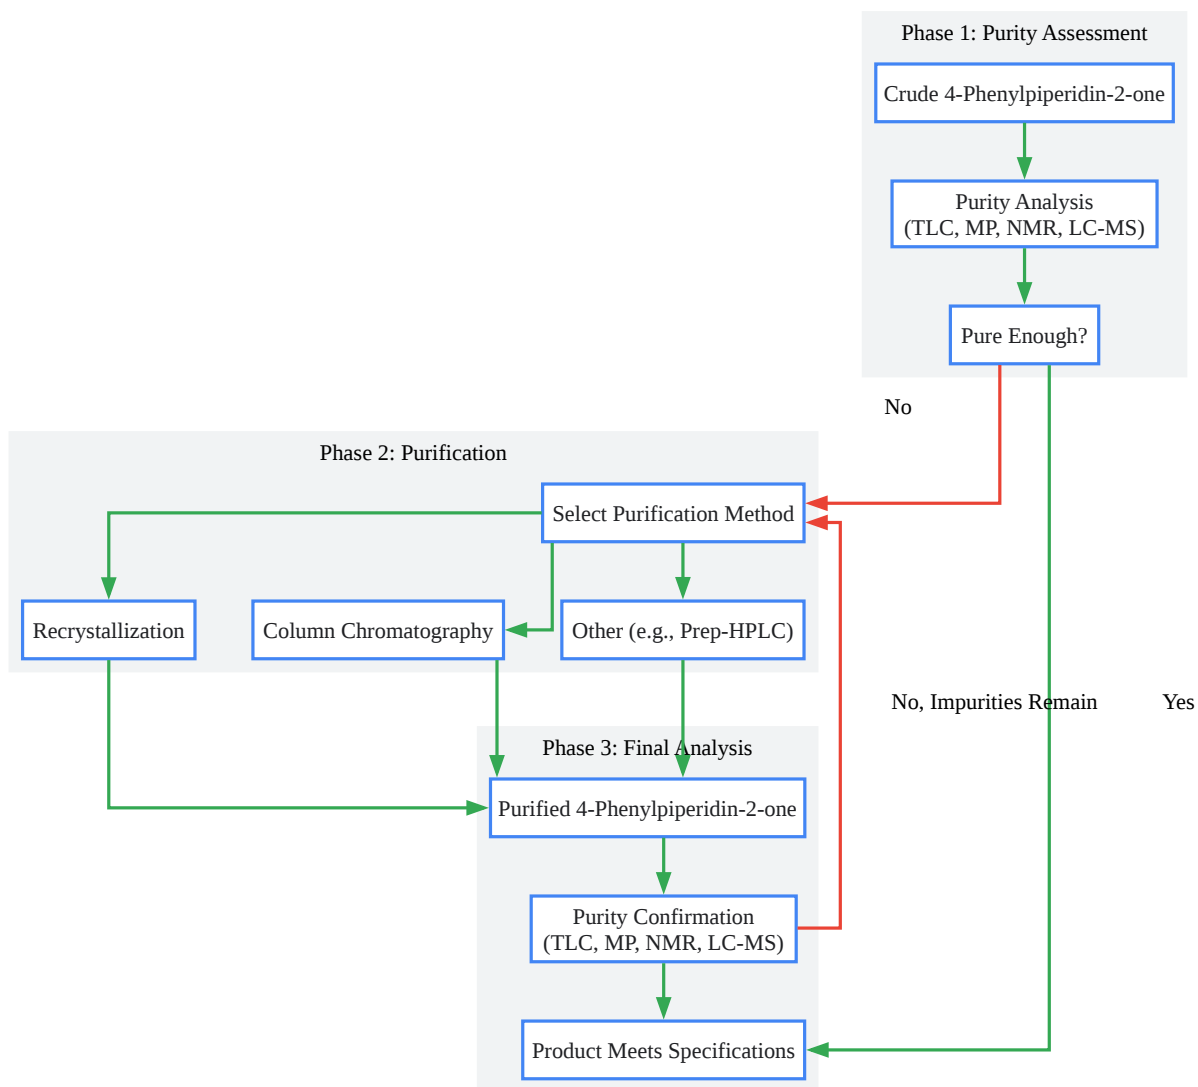 Phase 1: Purity Assessment
Crude 4-Phenylpiperidin-2-one
Purity Analysis
(TLC, MP, NMR, LC-MS)
Pure Enough?
No
Phase 2: Purification
Select Purification Method
Recrystallization
Column Chromatography
Other (e.g., Prep-HPLC)
No, Impurities Remain
Yes
Phase 3: Final Analysis
Purified 4-Phenylpiperidin-2-one
Purity Confirmation
(TLC, MP, NMR, LC-MS)
Product Meets Specifications